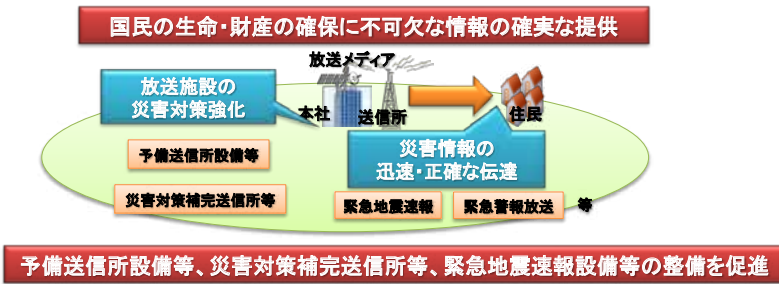 国民の生命・財産の確保に不可欠な情報の確実な提供
放送メディア
放送施設の
災害対策強化
本社
送信所
住民
災害情報の
迅速・正確な伝達
予備送信所設備等
災害対策補完送信所等
緊急地震速報
緊急警報放送
等
予備送信所設備等、災害対策補完送信所等、緊急地震速報設備等の整備を促進